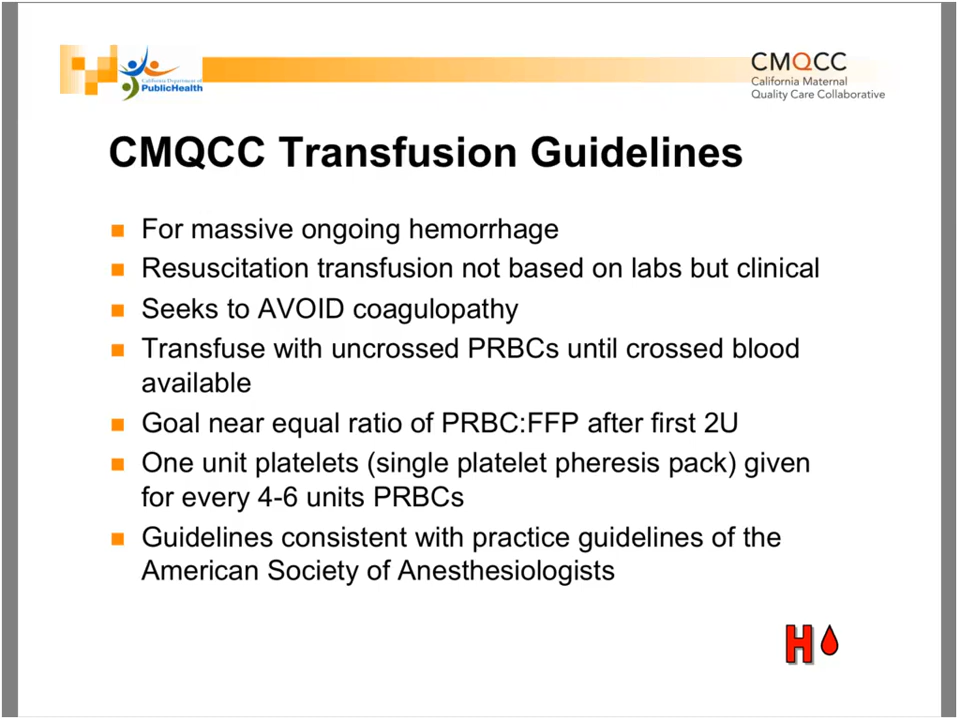 California Department of
PublicHealth
CMQCC
California Maternal
Quality Care Collaborative
CMQCC Transfusion Guidelines
For massive ongoing hemorrhage
Resuscitation transfusion not based on labs but clinical
Seeks to AVOID coagulopathy
Transfuse with uncrossed PRBCs until crossed blood
available
Goal near equal ratio of PRBC:FFP after first 2U
One unit platelets (single platelet pheresis pack) given
for every 4-6 units PRBCs
Guidelines consistent with practice guidelines of the
American Society of Anesthesiologists
H